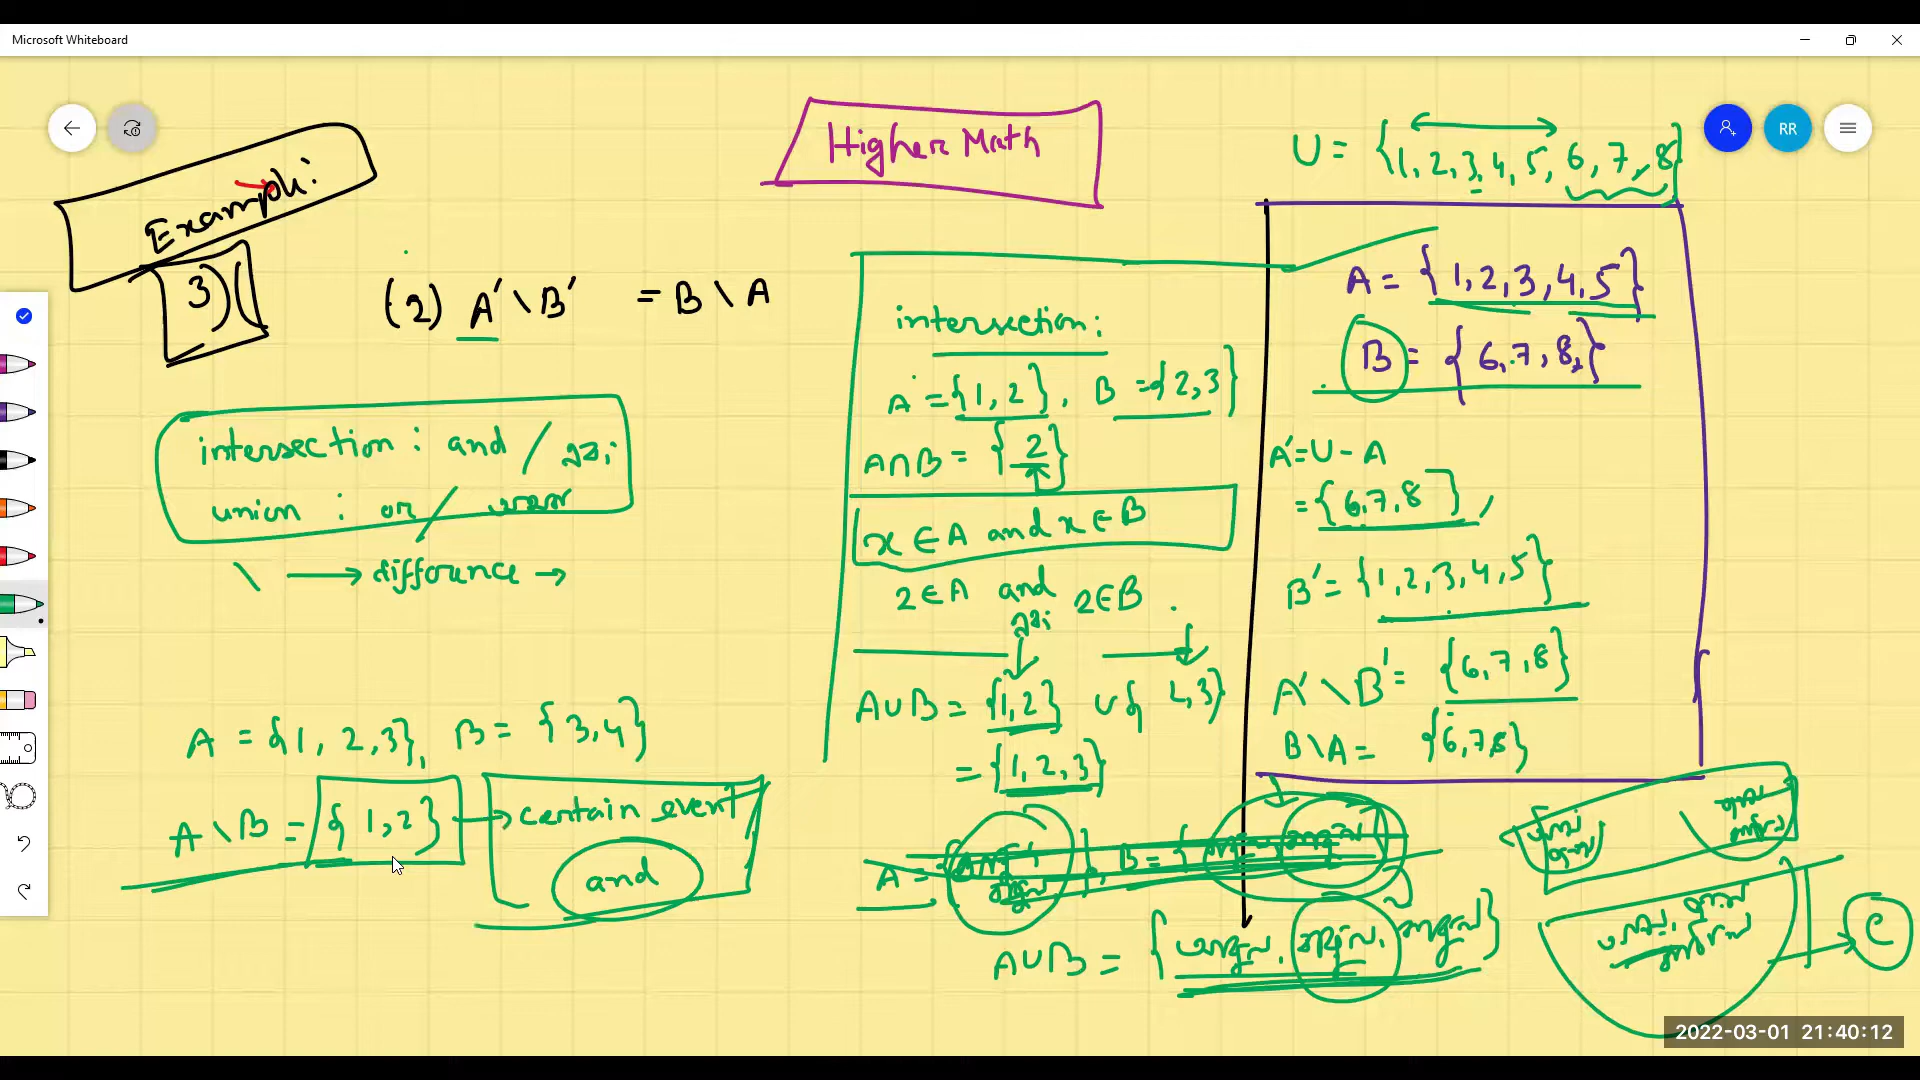 Microsoft Whiteboard
Higher Math
U = {1, 2, 3, 4, 5, 6, 7, 8}
RR
Example:
3)
(2) A' \ B' = B \ A
intersection : and /
union : or /
\ → difference →
A = {1, 2, 3}, B = {3,4}
A \ B = {1,2} → certain event
and
intersection:
A = {1, 2}, B = {2,3}
A∩B = {2}
x ∈ A and x ∈ B
2∈A and 2∈B .
A∪B = {1,2} ∪ { 2,3}
= {1, 2, 3}
A = { }, B = {
A∪B = {
A = {1, 2, 3, 4, 5}
B = {6, 7, 8}
A' = U - A
= {6,7,8},
B' = {1, 2, 3, 4, 5}
A' \ B' = {6, 7, 8}
B \ A = {6,7,8}
C
2022-03-01 21:40:12